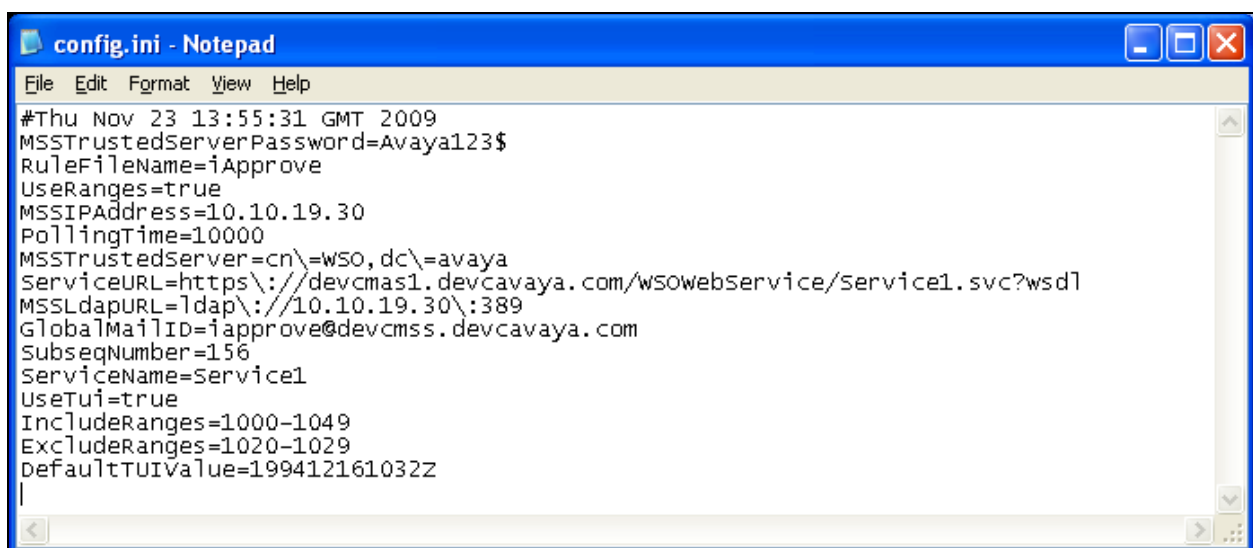 config.ini - Notepad
File Edit Format View Help
#Thu Nov 23 13:55:31 GMT 2009
MSSTrustedServerPassword=Avaya123$
RuleFileName=iApprove
UseRanges=true
MSSIPAddress=10.10.19.30
PollingTime=10000
MSSTrustedServer=cn\=WSO,dc\=avaya
ServiceURL=https\://devcmas1.devcavaya.com/WSOWebService/Service1.svc?wsdl
MSSLdapURL=ldap\://10.10.19.30\:389
GlobalMailID=iapprove@devcmss.devcavaya.com
SubseqNumber=156
ServiceName=Service1
UseTui=true
IncludeRanges=1000-1049
ExcludeRanges=1020-1029
DefaultTUIValue=199412161032Z